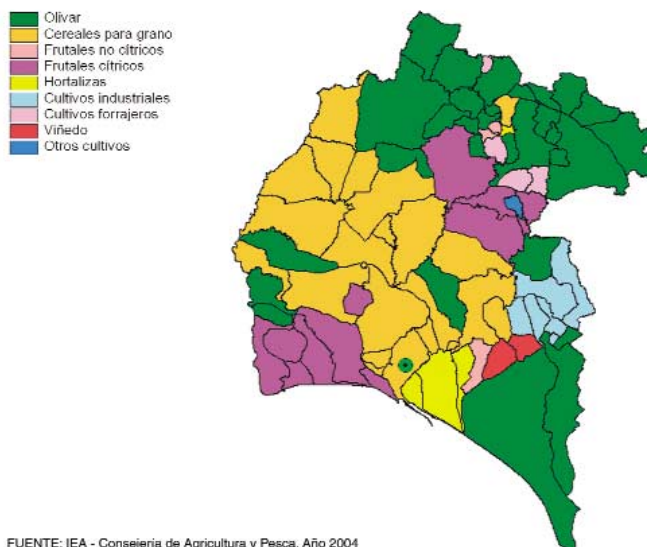 Olivar
Cereales para grano
Frutales no cítricos
Frutales cítricos
Hortalizas
Cultivos industriales
Cultivos forrajeros
Viñedo
Otros cultivos
FUENTE: IEA - Consejería de Agricultura y Pesca. Año 2004